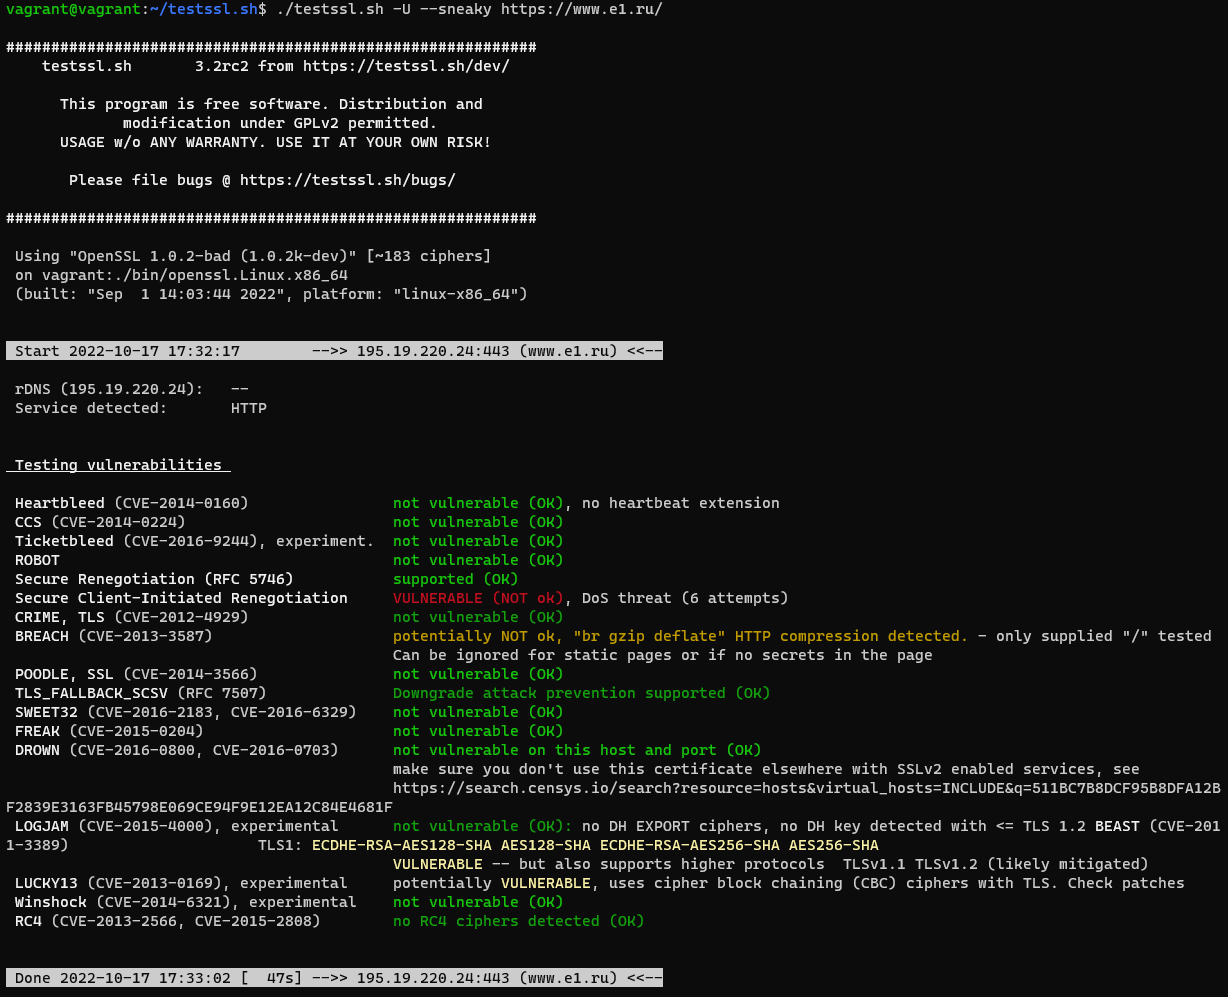 vagrant@vagrant:~/testssl.sh$ ./testssl.sh -U --sneaky https://www.e1.ru/
###########################################################
testssl.sh 3.2rc2 from https://testssl.sh/dev/
This program is free software. Distribution and
modification under GPLv2 permitted.
USAGE w/o ANY WARRANTY. USE IT AT YOUR OWN RISK!
Please file bugs @ https://testssl.sh/bugs/
###########################################################
Using "OpenSSL 1.0.2-bad (1.0.2k-dev)" [~183 ciphers]
on vagrant:./bin/openssl.Linux.x86_64
(built: "Sep  1 14:03:44 2022", platform: "linux-x86_64")
Start 2022-10-17 17:32:17        -->> 195.19.220.24:443 (www.e1.ru) <<--
rDNS (195.19.220.24):   --
Service detected:       HTTP
Testing vulnerabilities
Heartbleed (CVE-2014-0160)                not vulnerable (OK), no heartbeat extension
CCS (CVE-2014-0224)                       not vulnerable (OK)
Ticketbleed (CVE-2016-9244), experiment.  not vulnerable (OK)
ROBOT                                     not vulnerable (OK)
Secure Renegotiation (RFC 5746)           supported (OK)
Secure Client-Initiated Renegotiation     VULNERABLE (NOT ok), DoS threat (6 attempts)
CRIME, TLS (CVE-2012-4929)                not vulnerable (OK)
BREACH (CVE-2013-3587)                    potentially NOT ok, "br gzip deflate" HTTP compression detected. - only supplied "/" tested
Can be ignored for static pages or if no secrets in the page
POODLE, SSL (CVE-2014-3566)               not vulnerable (OK)
TLS_FALLBACK_SCSV (RFC 7507)              Downgrade attack prevention supported (OK)
SWEET32 (CVE-2016-2183, CVE-2016-6329)    not vulnerable (OK)
FREAK (CVE-2015-0204)                     not vulnerable (OK)
DROWN (CVE-2016-0800, CVE-2016-0703)      not vulnerable on this host and port (OK)
make sure you don't use this certificate elsewhere with SSLv2 enabled services, see
https://search.censys.io/search?resource=hosts&virtual_hosts=INCLUDE&q=511BC7B8DCF95B8DFA12B
F2839E3163FB45798E069CE94F9E12EA12C84E4681F
LOGJAM (CVE-2015-4000), experimental      not vulnerable (OK): no DH EXPORT ciphers, no DH key detected with <= TLS 1.2 BEAST (CVE-201
1-3389)                     TLS1: ECDHE-RSA-AES128-SHA AES128-SHA ECDHE-RSA-AES256-SHA AES256-SHA
VULNERABLE -- but also supports higher protocols  TLSv1.1 TLSv1.2 (likely mitigated)
LUCKY13 (CVE-2013-0169), experimental     potentially VULNERABLE, uses cipher block chaining (CBC) ciphers with TLS. Check patches
Winshock (CVE-2014-6321), experimental    not vulnerable (OK)
RC4 (CVE-2013-2566, CVE-2015-2808)        no RC4 ciphers detected (OK)
Done 2022-10-17 17:33:02 [  47s] -->> 195.19.220.24:443 (www.e1.ru) <<--